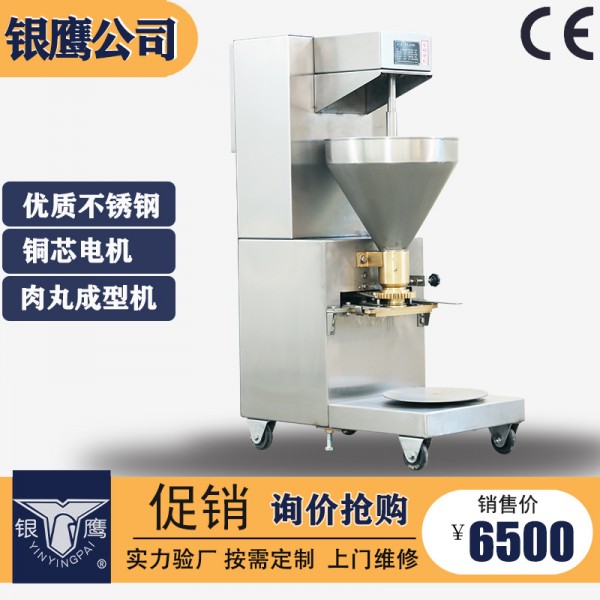 银鹰公司
CE
优质不锈钢
铜芯电机
肉丸成型机
银鹰
YINYINGPAI
®
促销 询价抢购
实力验厂 按需定制 上门维修
销售价
¥6500